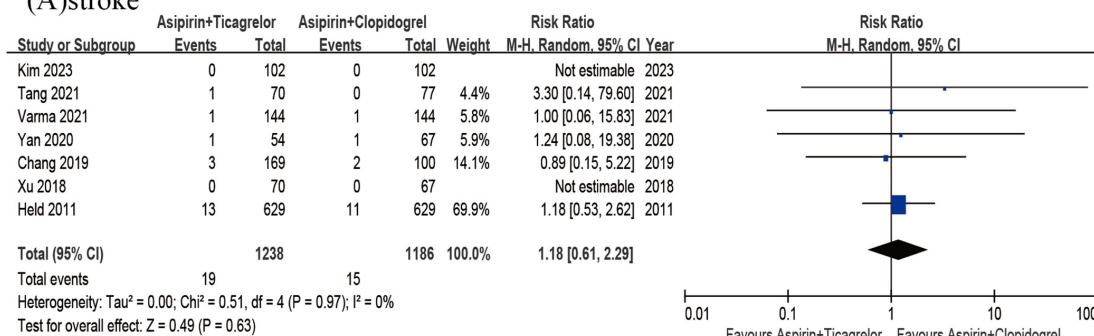 (A)stroke
Asipirin+Ticagrelor Asipirin+Clopidogrel Risk Ratio Risk Ratio
Study or Subgroup Events Total Events Total Weight M-H, Random, 95% CI Year M-H, Random, 95% CI
Kim 2023 0 102 0 102 Not estimable 2023
Tang 2021 1 70 0 77 4.4% 3.30 [0.14, 79.60] 2021
Varma 2021 1 144 1 144 5.8% 1.00 [0.06, 15.83] 2021
Yan 2020 1 54 1 67 5.9% 1.24 [0.08, 19.38] 2020
Chang 2019 3 169 2 100 14.1% 0.89 [0.15, 5.22] 2019
Xu 2018 0 70 0 67 Not estimable 2018
Held 2011 13 629 11 629 69.9% 1.18 [0.53, 2.62] 2011
Total (95% CI) 1238 1186 100.0% 1.18 [0.61, 2.29]
Total events 19 15
Heterogeneity: Tau² = 0.00; Chi² = 0.51, df = 4 (P = 0.97); I² = 0%
Test for overall effect: Z = 0.49 (P = 0.63)
0.01 0.1 1 10 100
Favours Aspirin+Ticagrelor Favours Aspirin+Clopidogrel